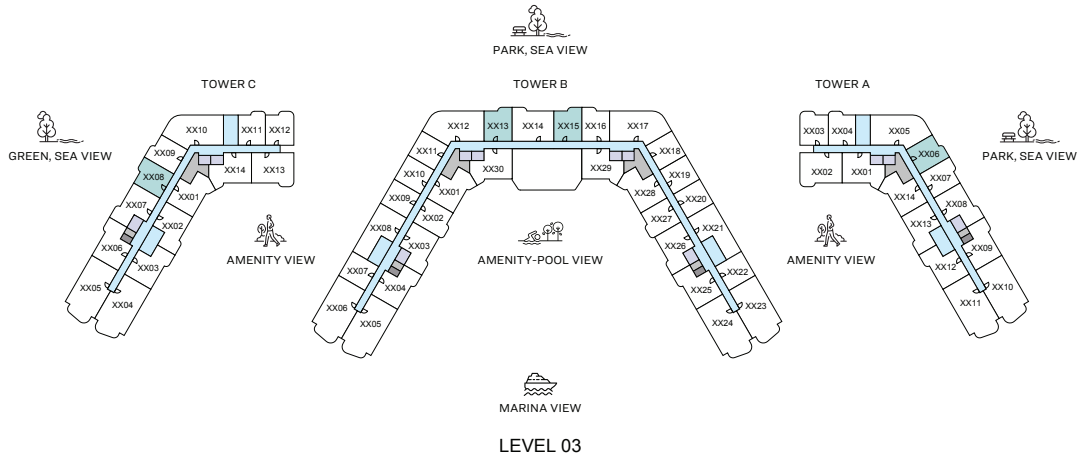 PARK, SEA VIEW
TOWER C
TOWER B
TOWER A
GREEN, SEA VIEW
PARK, SEA VIEW
XX10
XX11
XX12
XX09
XX14
XX13
XX08
XX01
XX07
XX02
XX06
XX03
XX05
XX04
AMENITY VIEW
XX12
XX13
XX14
XX15
XX16
XX17
XX11
XX30
XX29
XX18
XX10
XX01
XX28
XX19
XX09
XX02
XX27
XX20
XX08
XX03
XX26
XX21
XX07
XX04
XX25
XX22
XX06
XX05
XX24
XX23
AMENITY-POOL VIEW
XX03
XX04
XX05
XX02
XX01
XX06
XX14
XX07
XX13
XX08
XX12
XX09
XX11
XX10
AMENITY VIEW
MARINA VIEW
LEVEL 03